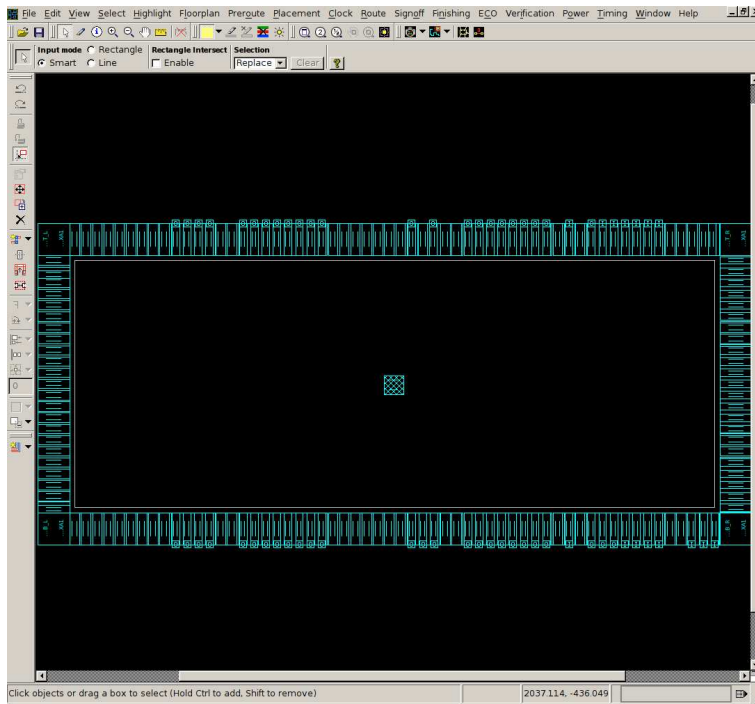 File Edit View Select Highlight Floorplan Preroute Placement Clock Route Signoff Finishing ECO Verification Power Timing Window Help
Input mode Rectangle Rectangle Intersect Selection
Smart Line Enable Replace Clear
0
Click objects or drag a box to select (Hold Ctrl to add, Shift to remove) 2037.114, -436.049